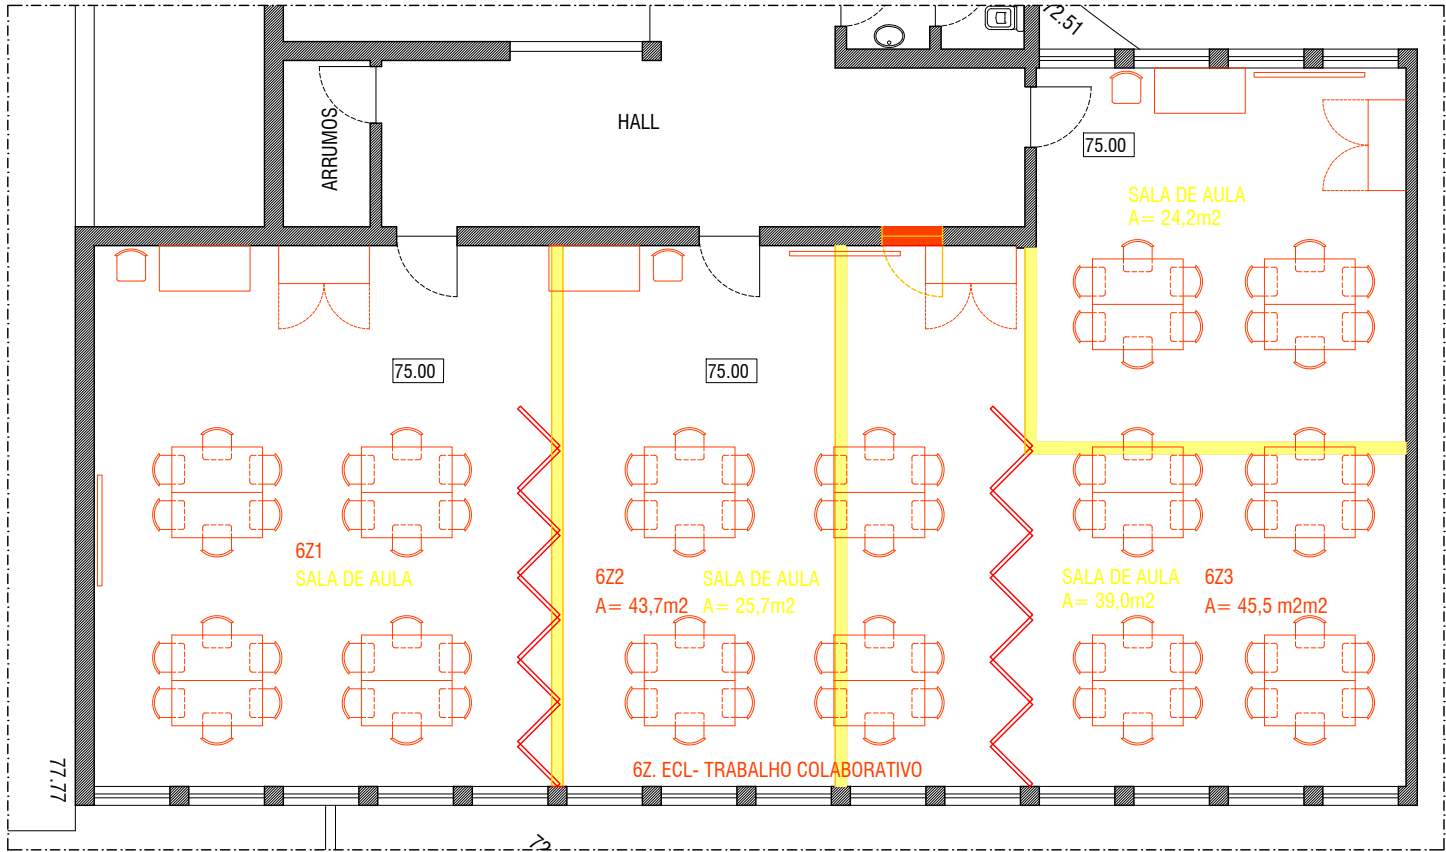 72.51
HALL
ARRUMOS
75.00
SALA DE AULA
A= 24,2m2
75.00
75.00
6Z1
SALA DE AULA
6Z2
A= 43,7m2
SALA DE AULA
A= 25,7m2
SALA DE AULA
A= 39,0m2
6Z3
A= 45,5 m2m2
6Z. ECL- TRABALHO COLABORATIVO
77.77